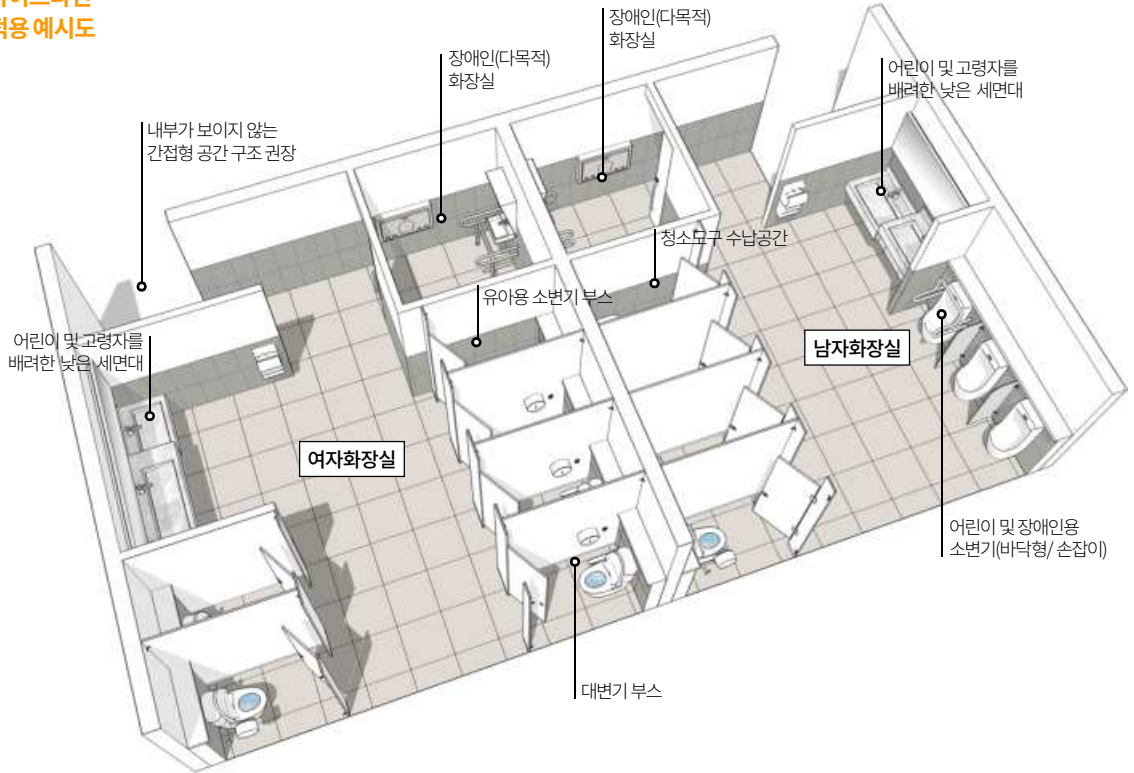 적용 예시도
장애인(다목적)
화장실
장애인(다목적)
화장실
어린이 및 고령자를
배려한 낮은 세면대
내부가 보이지 않는
간접형 공간 구조 권장
청소도구 수납공간
유아용 소변기 부스
어린이 및 고령자를
배려한 낮은 세면대
남자화장실
여자화장실
어린이 및 장애인용
소변기(바닥형/ 손잡이)
대변기 부스